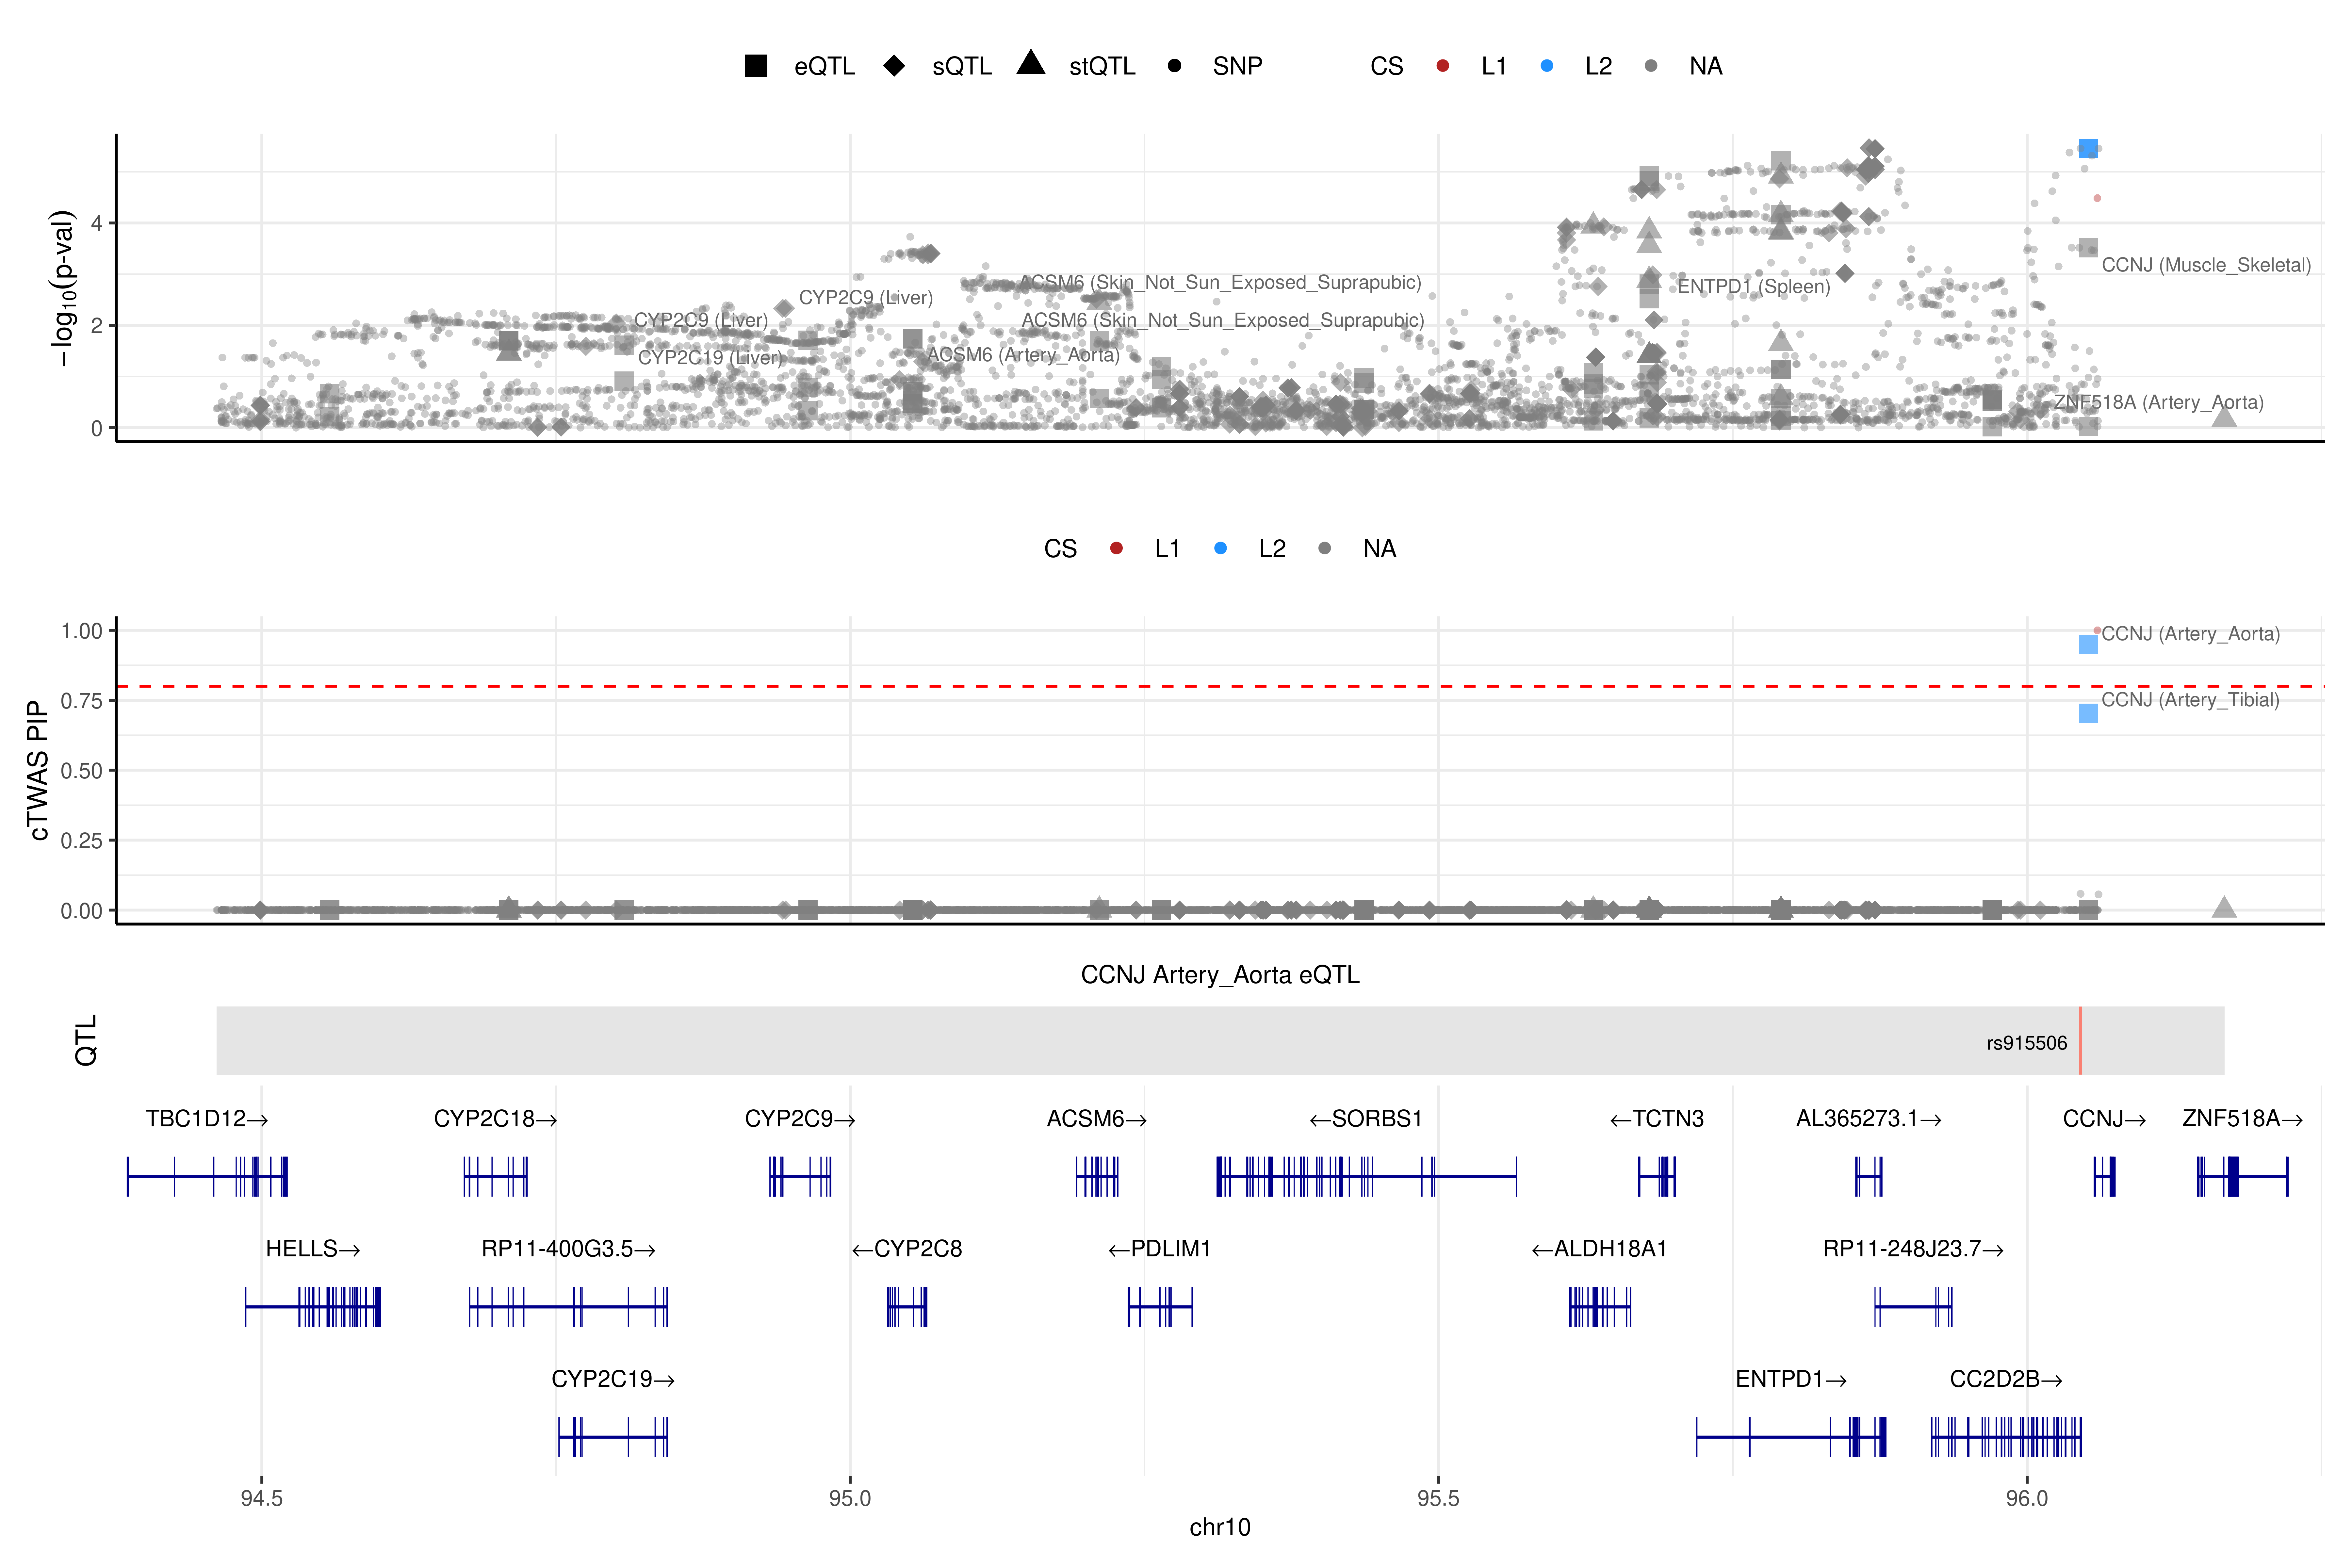 eQTL sQTL stQTL SNP CS L1 L2 NA
−log10(p-val)
4
2
0
CCNJ (Muscle_Skeletal)
ACSM6 (Skin_Not_Sun_Exposed_Suprapubic)
ENTPD1 (Spleen)
CYP2C9 (Liver)
CYP2C9 (Liver)
ACSM6 (Skin_Not_Sun_Exposed_Suprapubic)
CYP2C19 (Liver)
ACSM6 (Artery_Aorta)
ZNF518A (Artery_Aorta)
CS L1 L2 NA
cTWAS PIP
1.00
0.75
0.50
0.25
0.00
CCNJ (Artery_Aorta)
CCNJ (Artery_Tibial)
CCNJ Artery_Aorta eQTL
QTL
rs915506
TBC1D12→ CYP2C18→ CYP2C9→ ACSM6→ ←SORBS1 ←TCTN3 AL365273.1→ CCNJ→ ZNF518A→
HELLS→ RP11-400G3.5→ ←CYP2C8 ←PDLIM1 ←ALDH18A1 RP11-248J23.7→
CYP2C19→ ENTPD1→ CC2D2B→
94.5 95.0 95.5 96.0
chr10